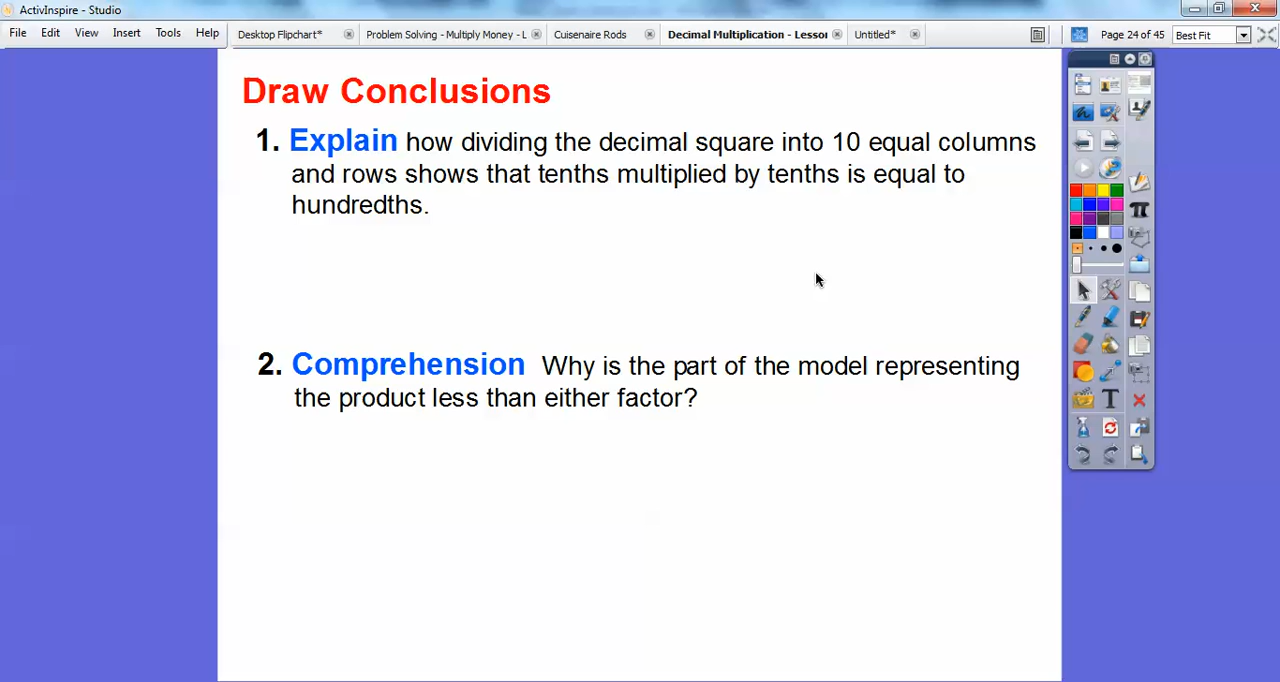 ActivInspire - Studio
File Edit View Insert Tools Help Desktop Flipchart* Problem Solving - Multiply Money - L Cuisenaire Rods Decimal Multiplication - Lesson Untitled* Page 24 of 45 Best Fit
Draw Conclusions
1. Explain how dividing the decimal square into 10 equal columns
and rows shows that tenths multiplied by tenths is equal to
hundredths.
2. Comprehension Why is the part of the model representing
the product less than either factor?